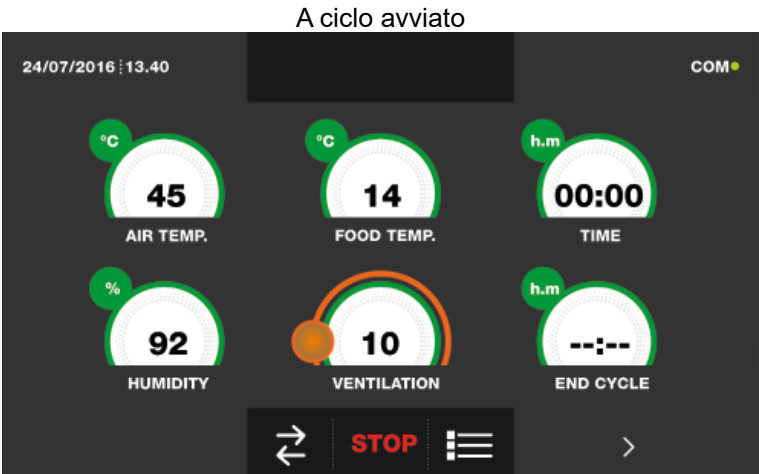 A ciclo avviato
24/07/2016 13.40
COM
°C
°C
h.m
45
14
00:00
AIR TEMP.
FOOD TEMP.
TIME
%
h.m
92
10
--:--
HUMIDITY
VENTILATION
END CYCLE
STOP